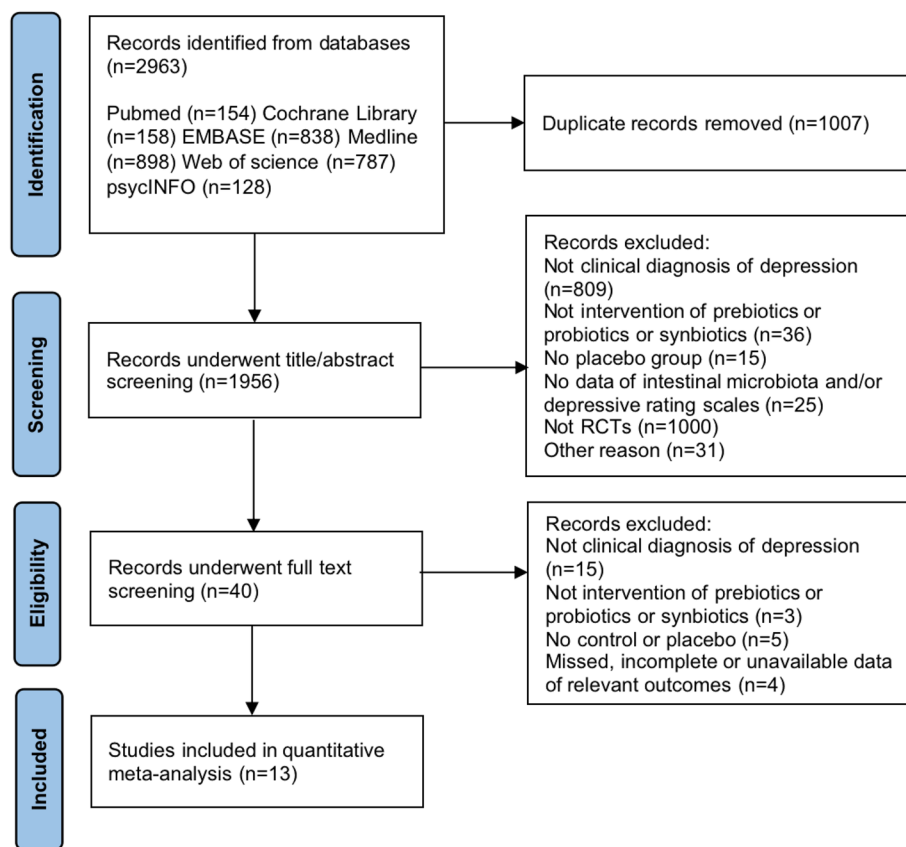 Identification
Records identified from databases
(n=2963)
Pubmed (n=154) Cochrane Library
(n=158) EMBASE (n=838) Medline
(n=898) Web of science (n=787)
psycINFO (n=128)
Duplicate records removed (n=1007)
Screening
Records underwent title/abstract
screening (n=1956)
Records excluded:
Not clinical diagnosis of depression
(n=809)
Not intervention of prebiotics or
probiotics or synbiotics (n=36)
No placebo group (n=15)
No data of intestinal microbiota and/or
depressive rating scales (n=25)
Not RCTs (n=1000)
Other reason (n=31)
Eligibility
Records underwent full text
screening (n=40)
Records excluded:
Not clinical diagnosis of depression
(n=15)
Not intervention of prebiotics or
probiotics or synbiotics (n=3)
No control or placebo (n=5)
Missed, incomplete or unavailable data
of relevant outcomes (n=4)
Included
Studies included in quantitative
meta-analysis (n=13)